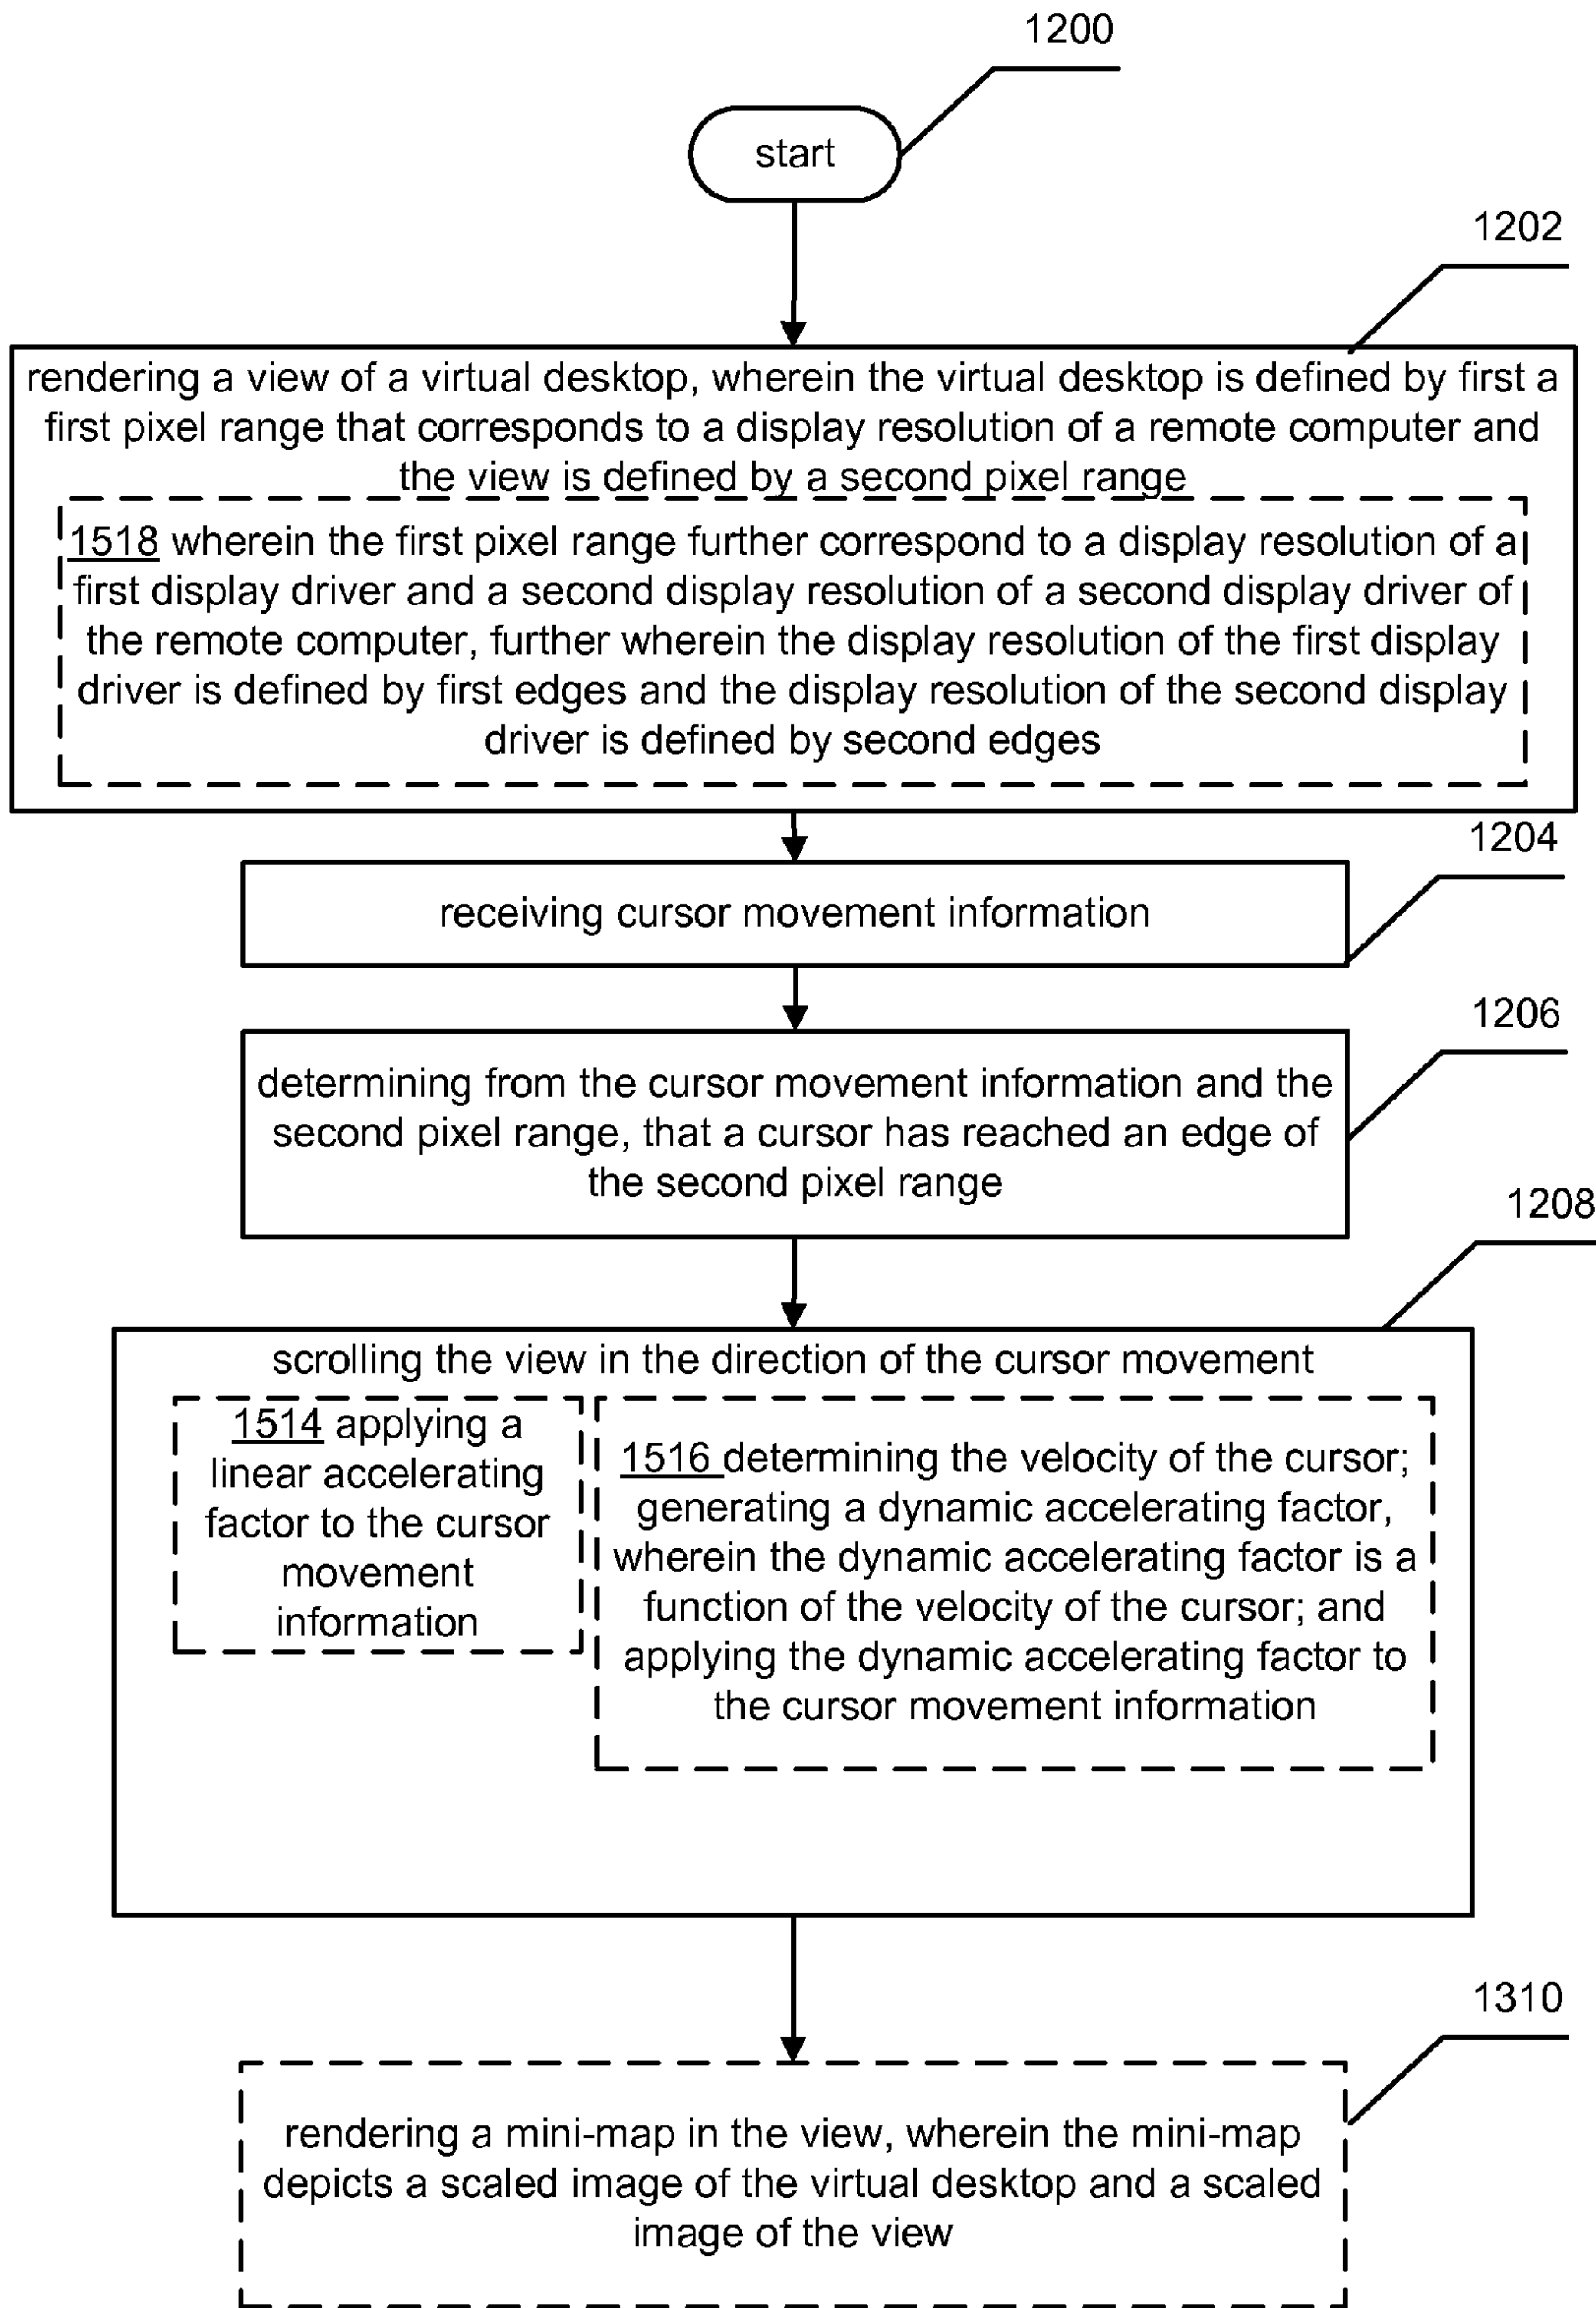 1200
start
1202
rendering a view of a virtual desktop, wherein the virtual desktop is defined by first a
first pixel range that corresponds to a display resolution of a remote computer and
the view is defined by a second pixel range
1518 wherein the first pixel range further correspond to a display resolution of a
first display driver and a second display resolution of a second display driver of
the remote computer, further wherein the display resolution of the first display
driver is defined by first edges and the display resolution of the second display
driver is defined by second edges
1204
receiving cursor movement information
1206
determining from the cursor movement information and the
second pixel range, that a cursor has reached an edge of
the second pixel range
1208
scrolling the view in the direction of the cursor movement
1514 applying a
linear accelerating
factor to the cursor
movement
information
1516 determining the velocity of the cursor;
generating a dynamic accelerating factor,
wherein the dynamic accelerating factor is a
function of the velocity of the cursor; and
applying the dynamic accelerating factor to
the cursor movement information
1310
rendering a mini-map in the view, wherein the mini-map
depicts a scaled image of the virtual desktop and a scaled
image of the view